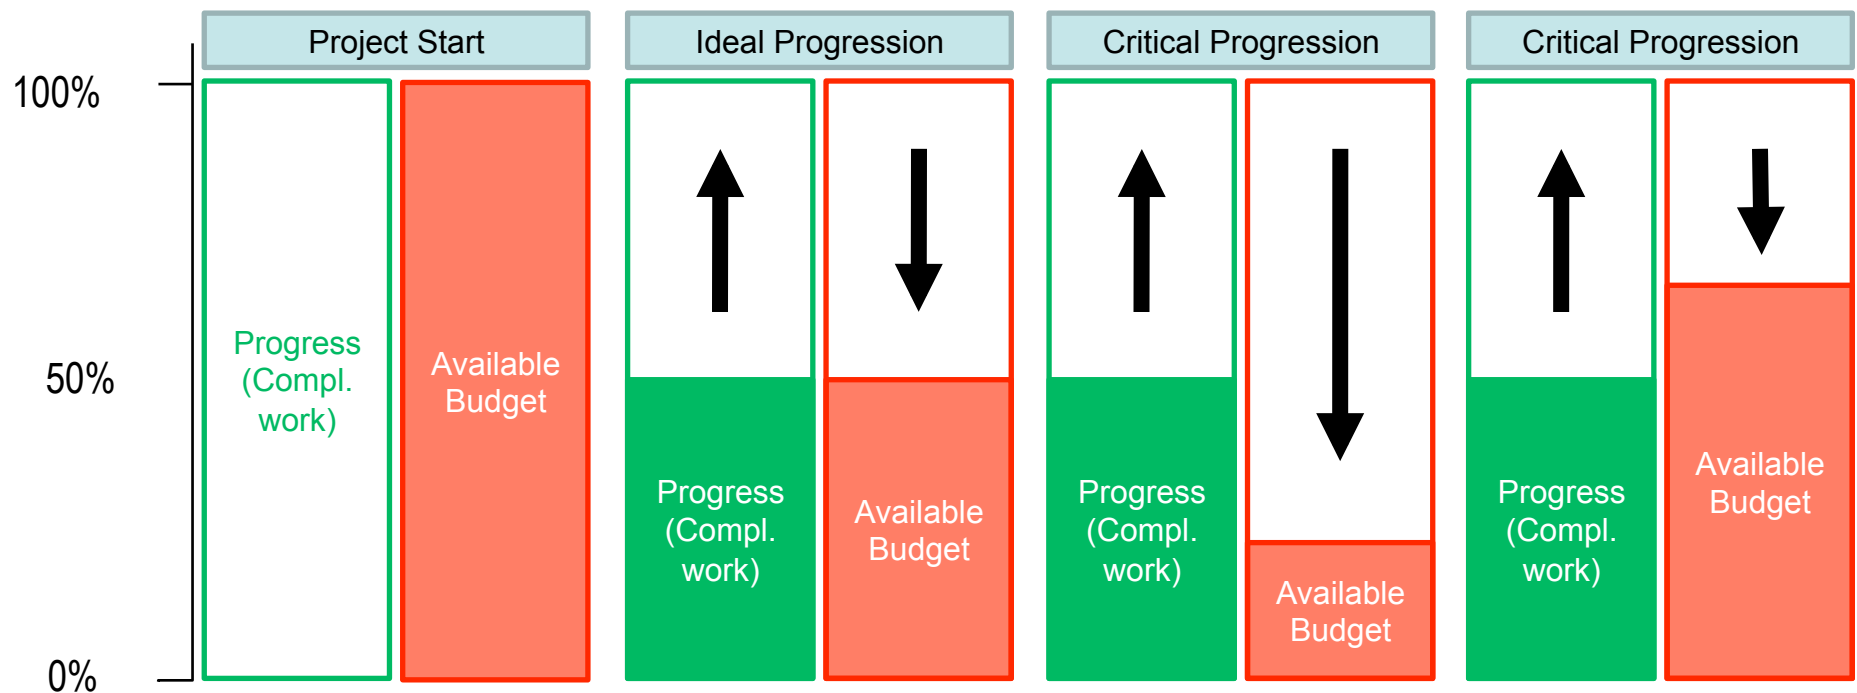 Project Start
Ideal Progression
Critical Progression
Critical Progression
100%
50%
0%
Progress
(Compl.
work)
Available
Budget
Progress
(Compl.
work)
Available
Budget
Progress
(Compl.
work)
Available
Budget
Progress
(Compl.
work)
Available
Budget